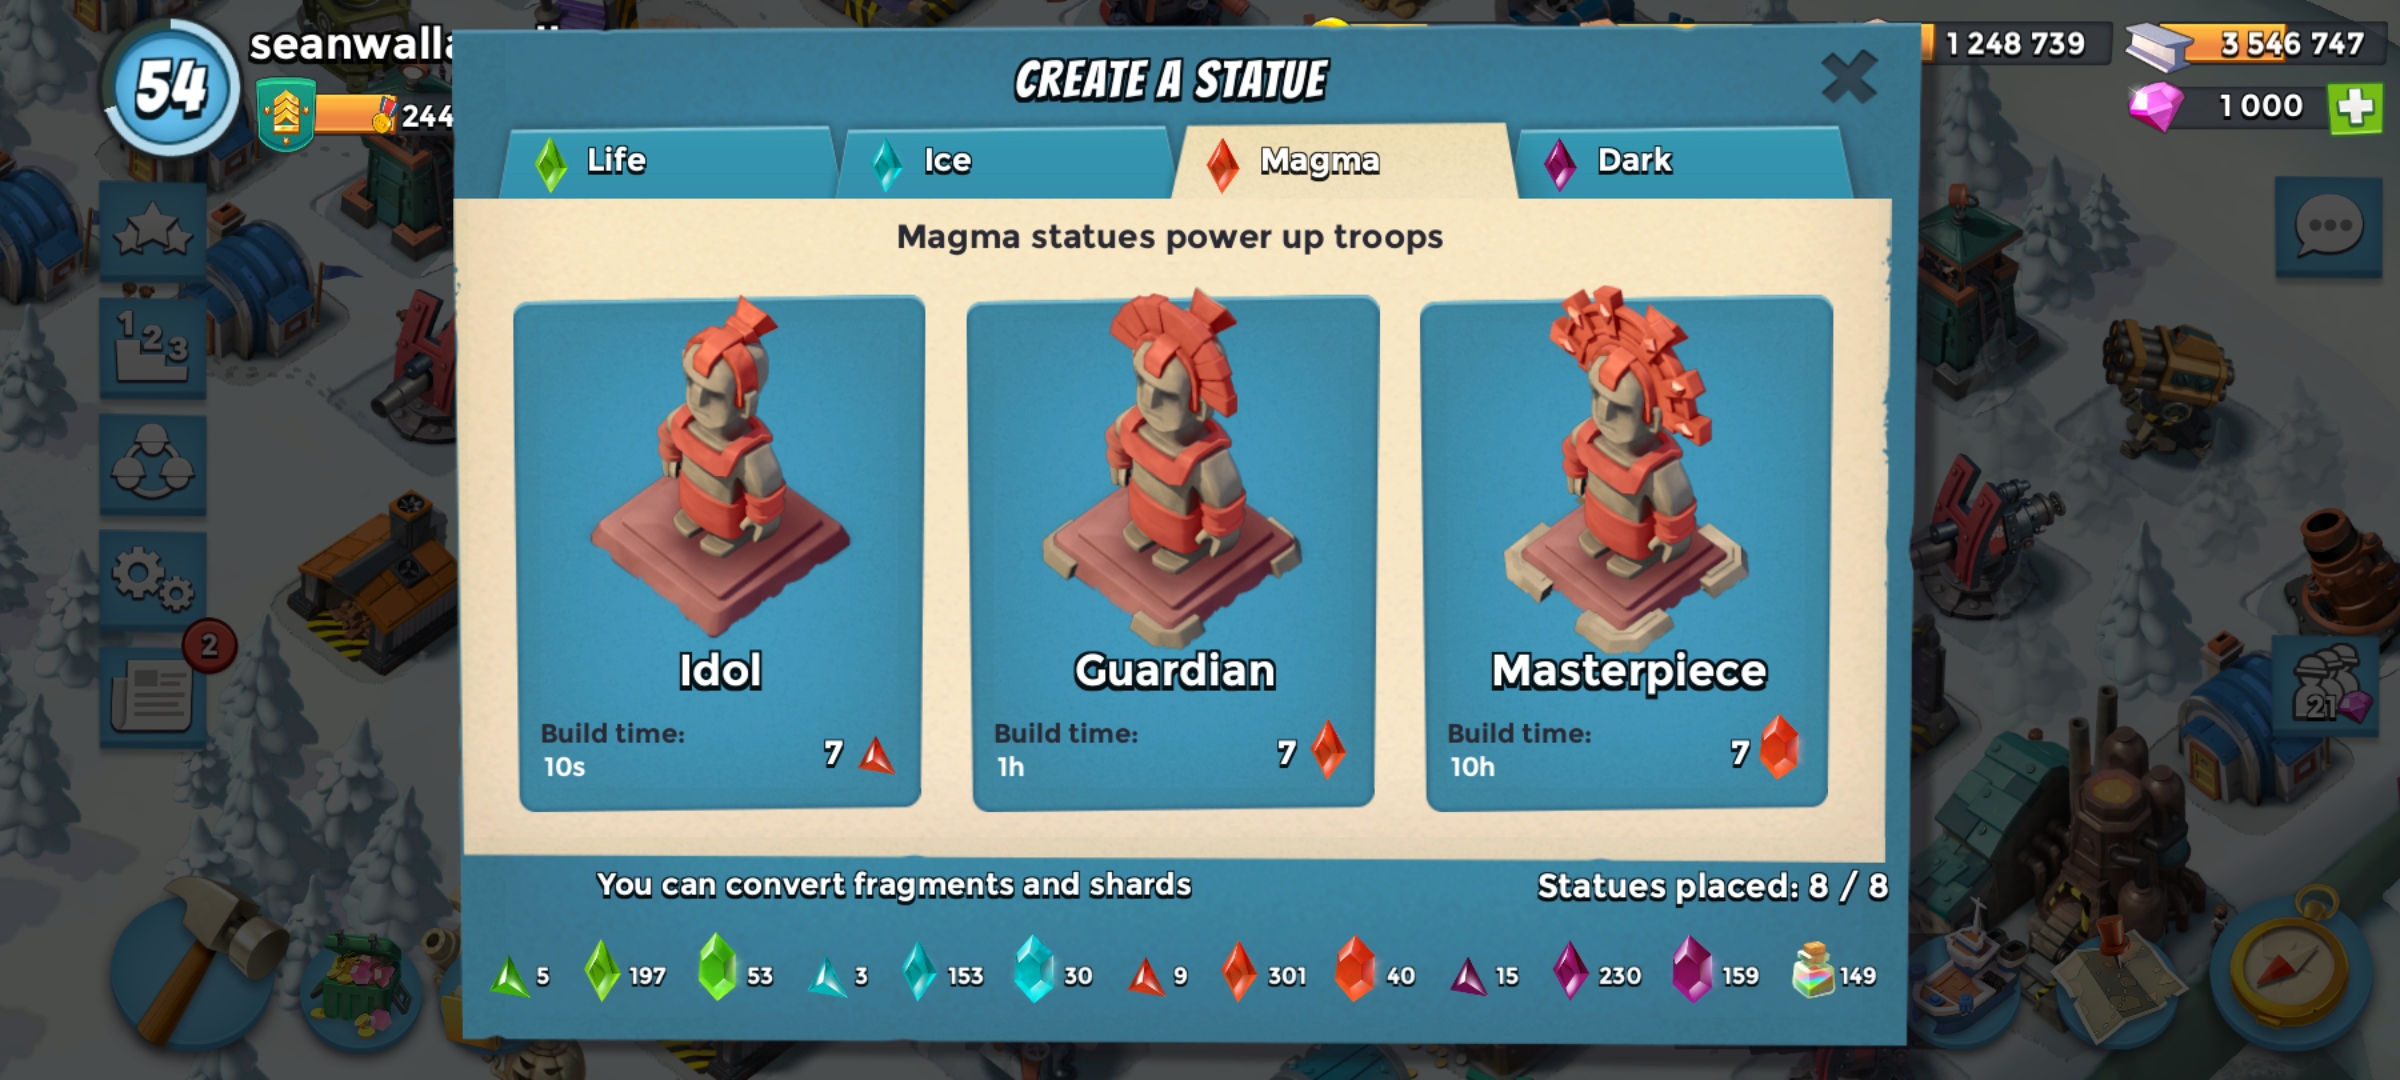 54
244
CREATE A STATUE
1 248 739
3 546 747
1 000
Life
Ice
Magma
Dark
Magma statues power up troops
1 2 3
2
Idol
Build time:
10s
7
Guardian
Build time:
1h
7
Masterpiece
Build time:
10h
7
21
You can convert fragments and shards
Statues placed: 8 / 8
5 197 53 3 153 30 9 301 40 15 230 159 149